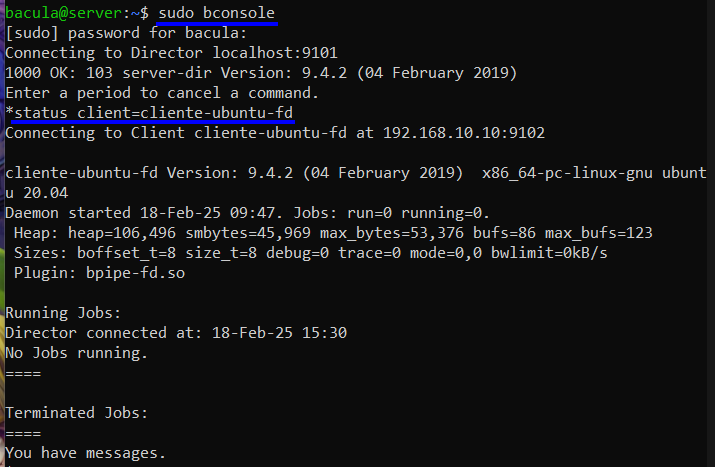 bacula@server:~$ sudo bconsole
[sudo] password for bacula:
Connecting to Director localhost:9101
1000 OK: 103 server-dir Version: 9.4.2 (04 February 2019)
Enter a period to cancel a command.
*status client=cliente-ubuntu-fd
Connecting to Client cliente-ubuntu-fd at 192.168.10.10:9102

cliente-ubuntu-fd Version: 9.4.2 (04 February 2019)  x86_64-pc-linux-gnu ubunt
u 20.04
Daemon started 18-Feb-25 09:47. Jobs: run=0 running=0.
 Heap: heap=106,496 smbytes=45,969 max_bytes=53,376 bufs=86 max_bufs=123
 Sizes: boffset_t=8 size_t=8 debug=0 trace=0 mode=0,0 bwlimit=0kB/s
 Plugin: bpipe-fd.so

Running Jobs:
Director connected at: 18-Feb-25 15:30
No Jobs running.
====

Terminated Jobs:
====
You have messages.